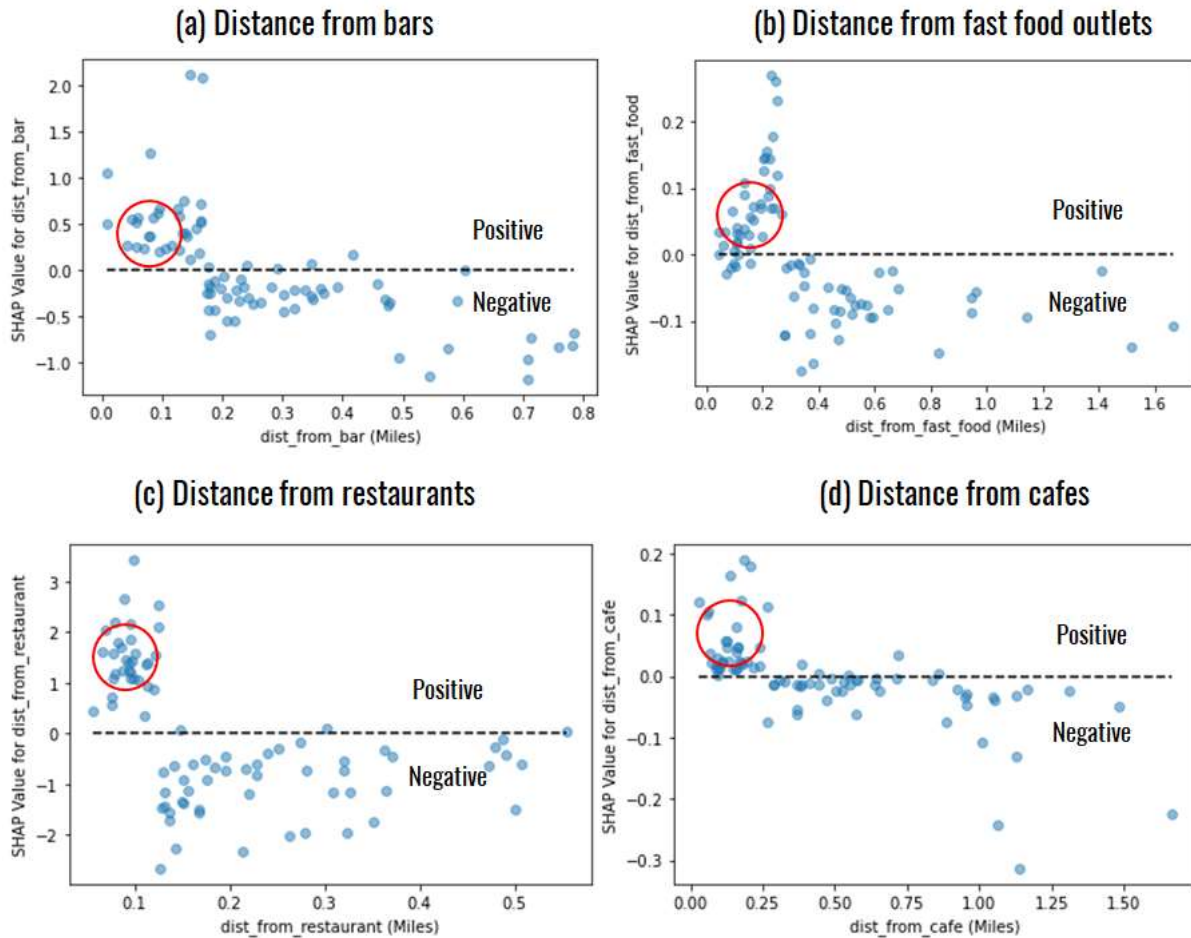 (a) Distance from bars
SHAP Value for dist_from_bar
2.0
1.5
1.0
0.5
0.0
−0.5
−1.0
Positive
Negative
0.0 0.1 0.2 0.3 0.4 0.5 0.6 0.7 0.8
dist_from_bar (Miles)
(b) Distance from fast food outlets
SHAP Value for dist_from_fast_food
0.2
0.1
0.0
−0.1
Positive
Negative
0.0 0.2 0.4 0.6 0.8 1.0 1.2 1.4 1.6
dist_from_fast_food (Miles)
(c) Distance from restaurants
SHAP Value for dist_from_restaurant
3
2
1
0
−1
−2
Positive
Negative
0.1 0.2 0.3 0.4 0.5
dist_from_restaurant (Miles)
(d) Distance from cafes
SHAP Value for dist_from_cafe
0.2
0.1
0.0
−0.1
−0.2
−0.3
Positive
Negative
0.00 0.25 0.50 0.75 1.00 1.25 1.50
dist_from_cafe (Miles)